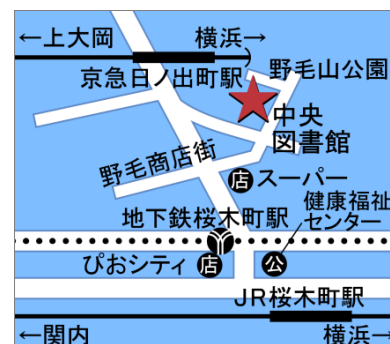 ←上大岡 横浜→
京急日ノ出町駅
野毛山公園
中央
図書館
野毛商店街
店 スーパー
健康福祉
センター
地下鉄桜木町駅
ぴおシティ 店 公
JR桜木町駅
←関内 横浜→